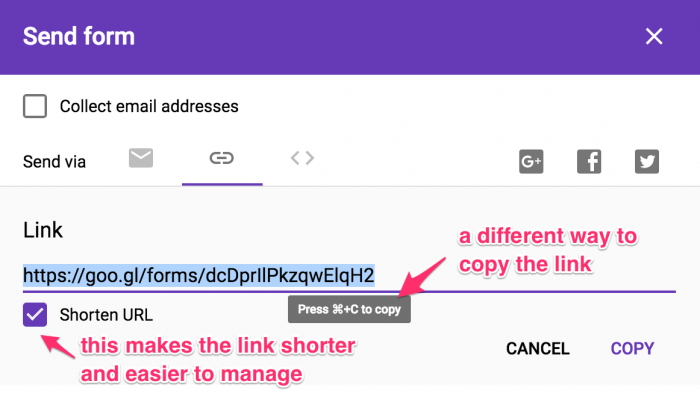 Send form
Collect email addresses
Send via
G+
Link
a different way to
copy the link
https://goo.gl/forms/dcDprIlPkzqwElqH2
Press ⌘+C to copy
Shorten URL
this makes the link shorter
and easier to manage
CANCEL COPY